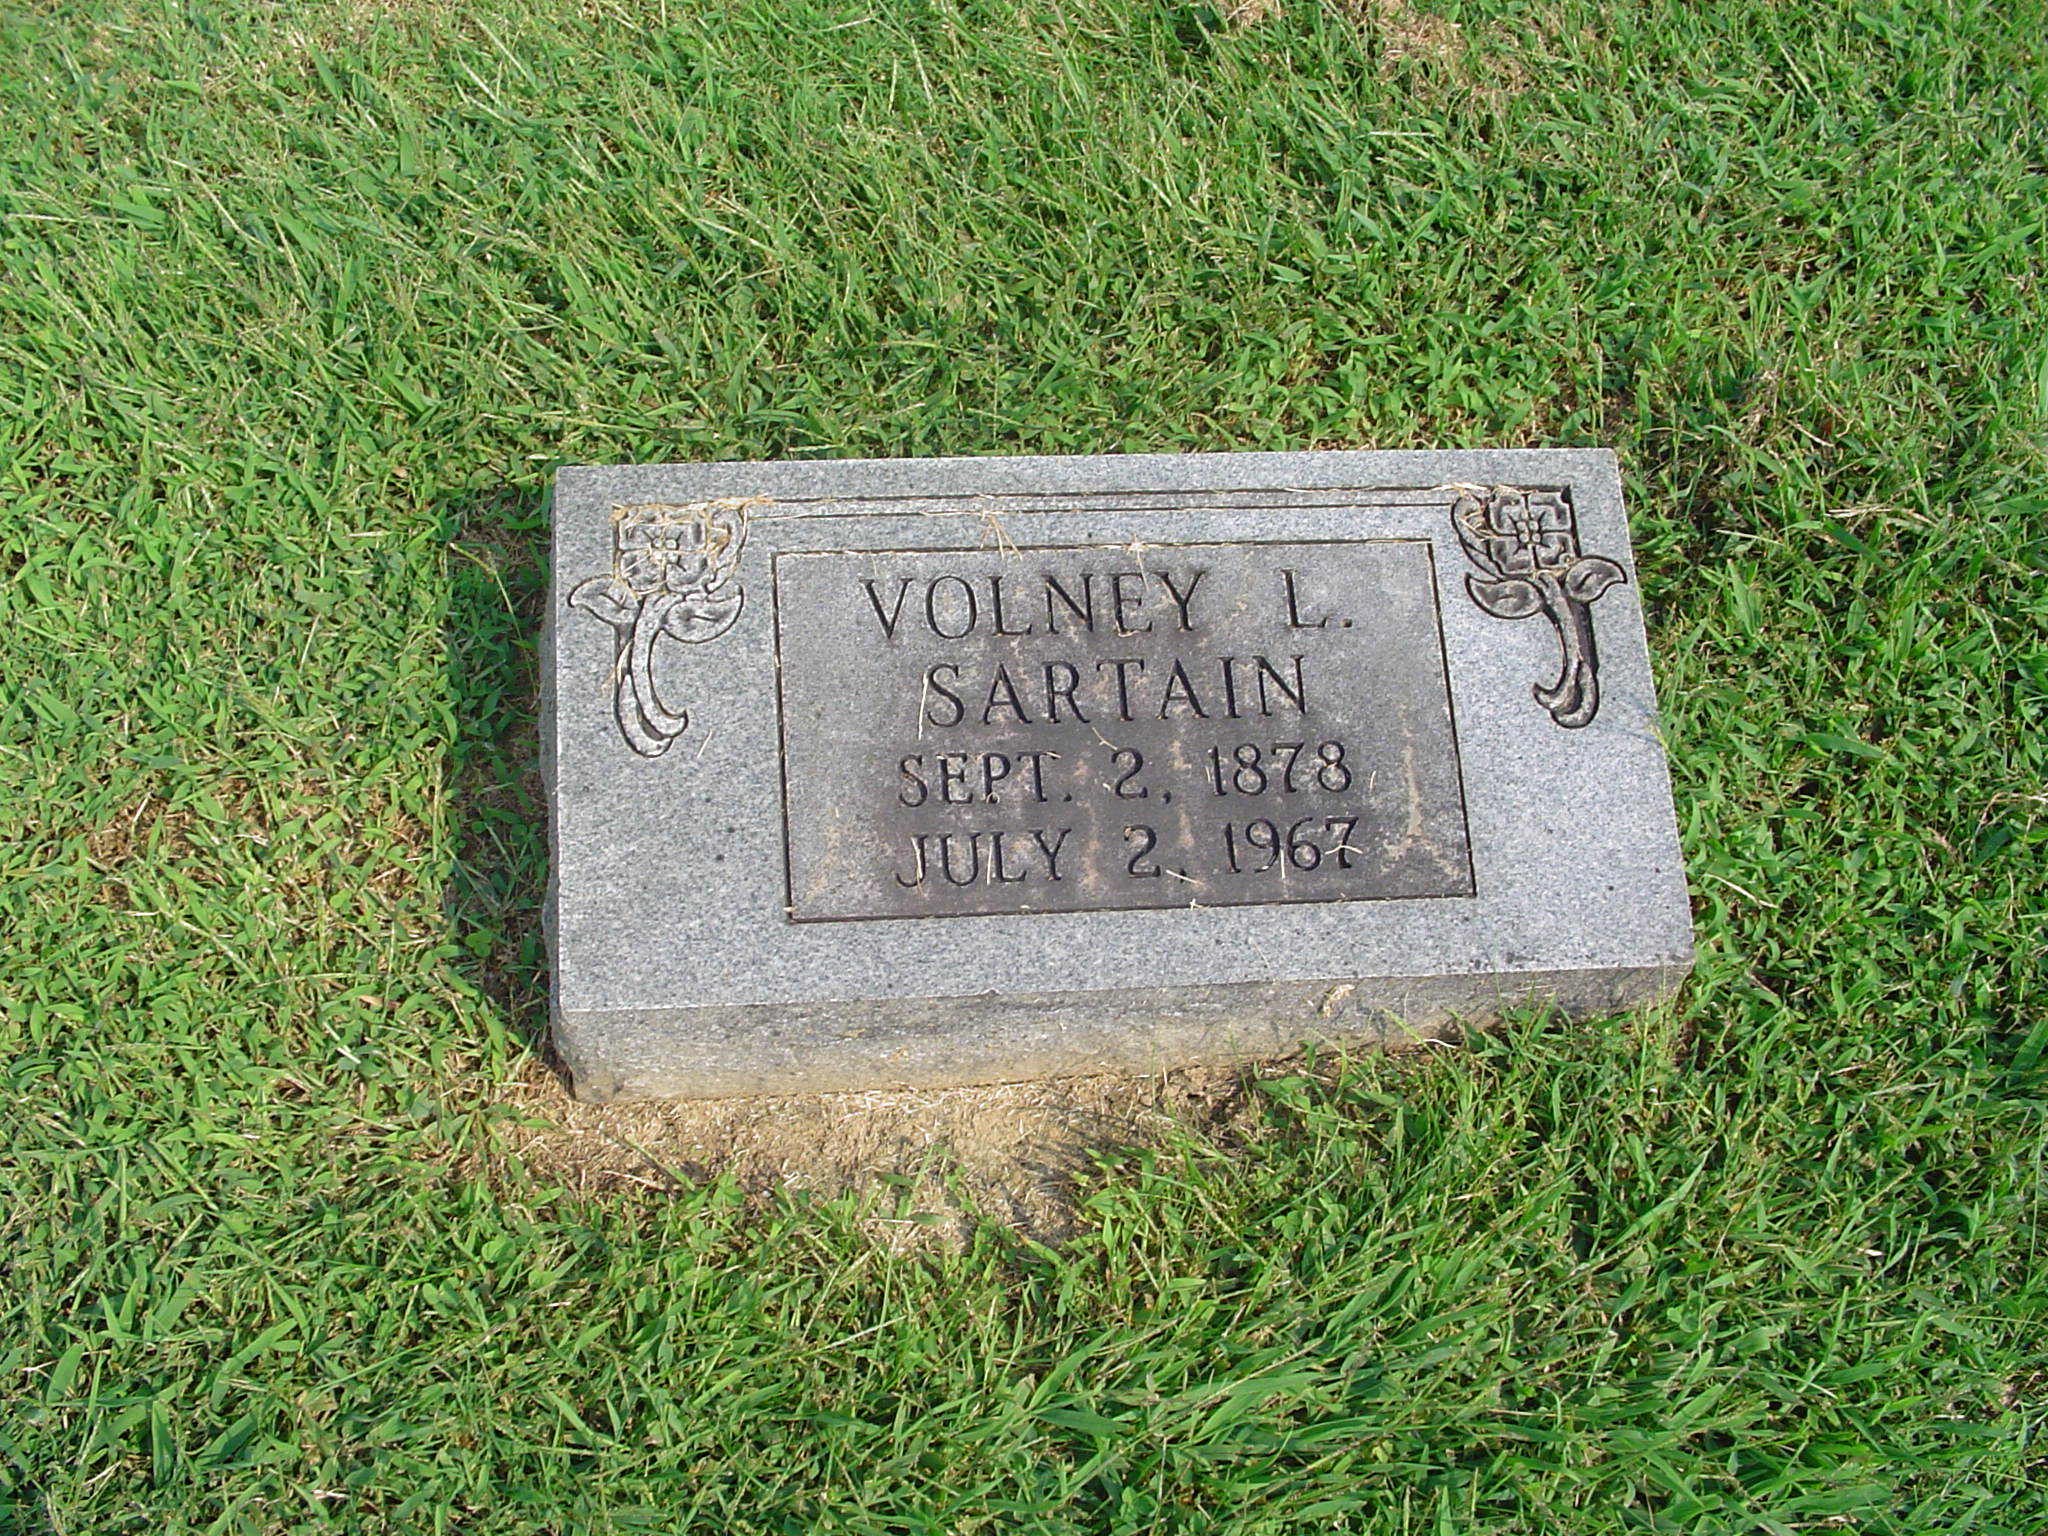 VOLNEY L.
SARTAIN
SEPT. 2, 1878
JULY 2, 1967